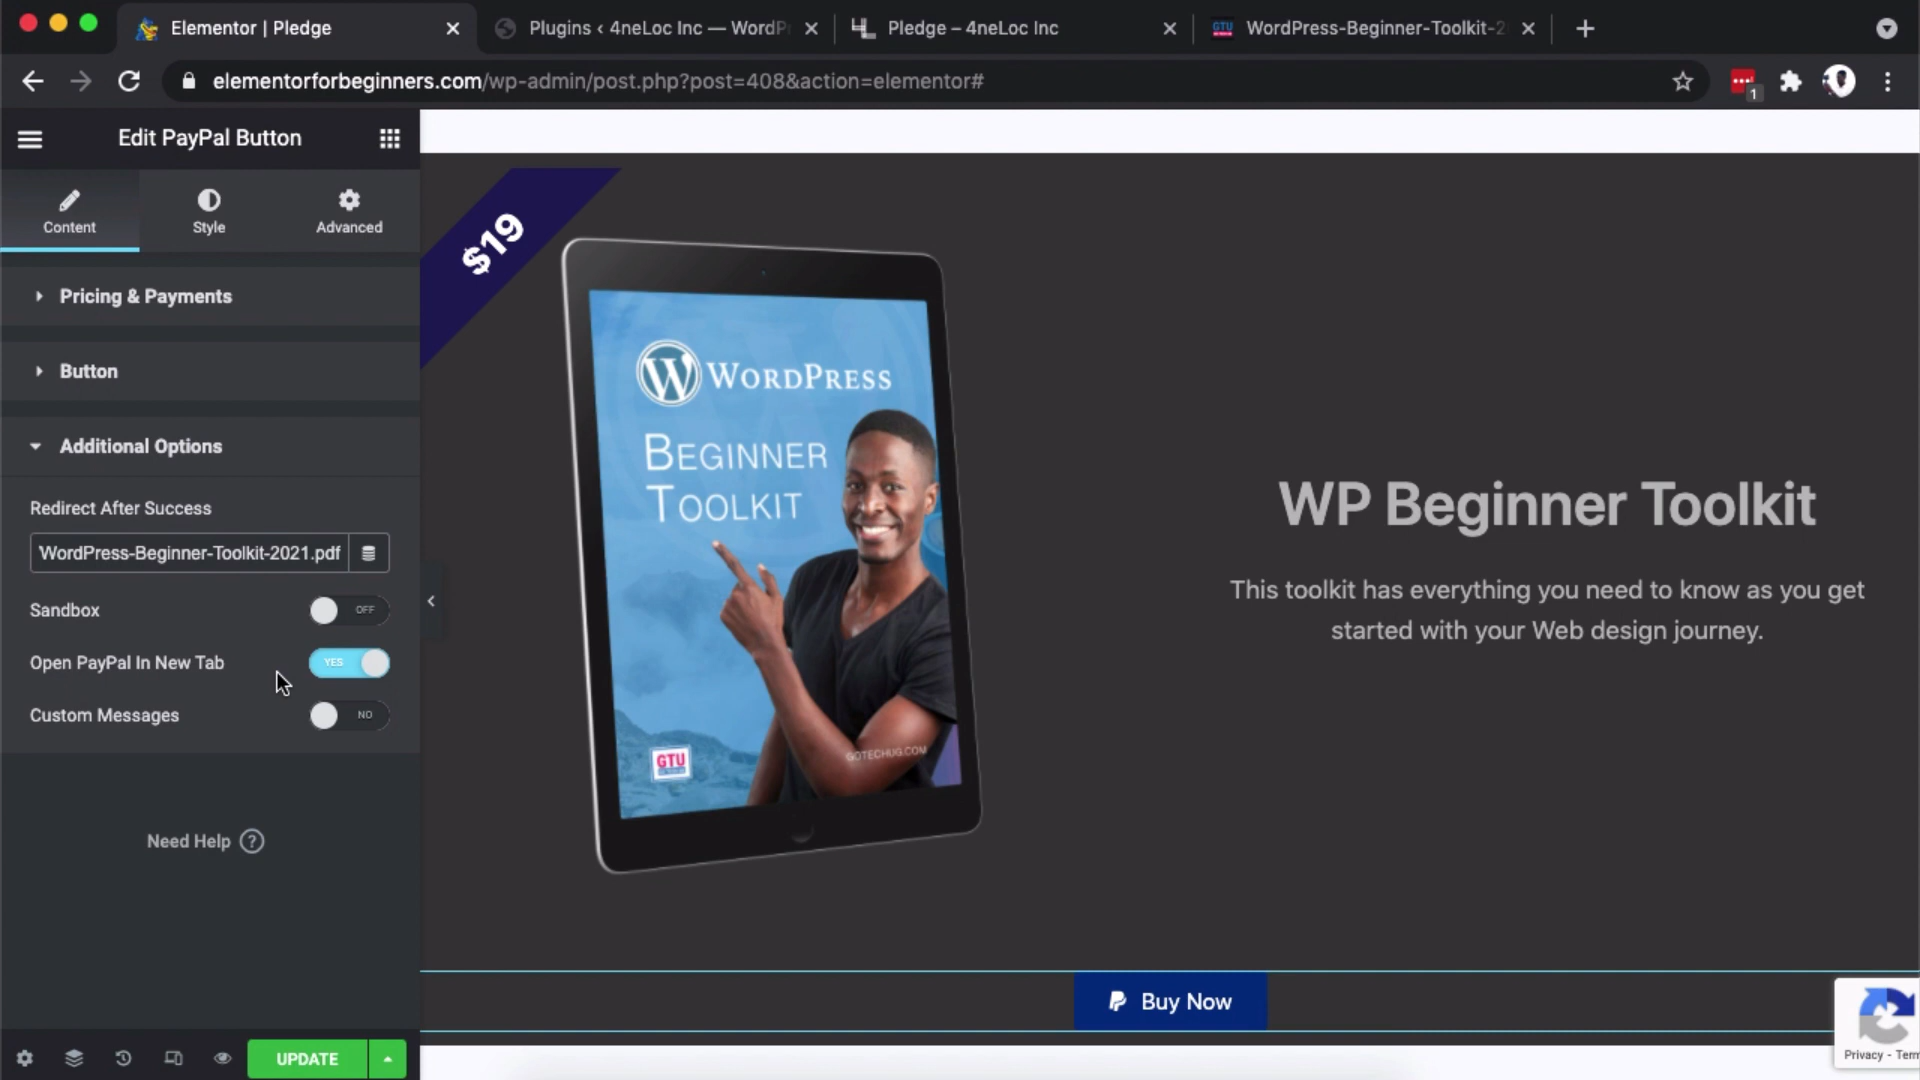 Elementor | Pledge
Plugins ‹ 4neLoc Inc — WordP
Pledge – 4neLoc Inc
GTU
WordPress-Beginner-Toolkit-2
elementorforbeginners.com/wp-admin/post.php?post=408&action=elementor#
1
Edit PayPal Button
Content
Style
Advanced
Pricing & Payments
Button
Additional Options
Redirect After Success
WordPress-Beginner-Toolkit-2021.pdf
Sandbox
OFF
Open PayPal In New Tab
YES
Custom Messages
NO
Need Help ?
UPDATE
$19
WORDPRESS
BEGINNER
TOOLKIT
GTU
GOTECHUG.COM
WP Beginner Toolkit
This toolkit has everything you need to know as you get
started with your Web design journey.
Buy Now
Privacy - Term